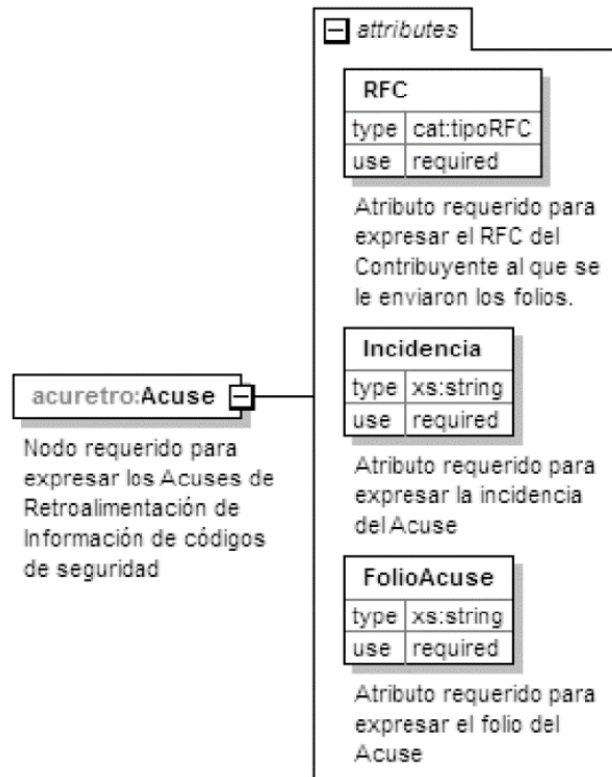 attributes
RFC
type cat:tipoRFC
use required
Atributo requerido para
expresar el RFC del
Contribuyente al que se
le enviaron los folios.
Incidencia
type xs:string
use required
Atributo requerido para
expresar la incidencia
del Acuse
FolioAcuse
type xs:string
use required
Atributo requerido para
expresar el folio del
Acuse
acuretro:Acuse
Nodo requerido para
expresar los Acuses de
Retroalimentación de
Información de códigos
de seguridad